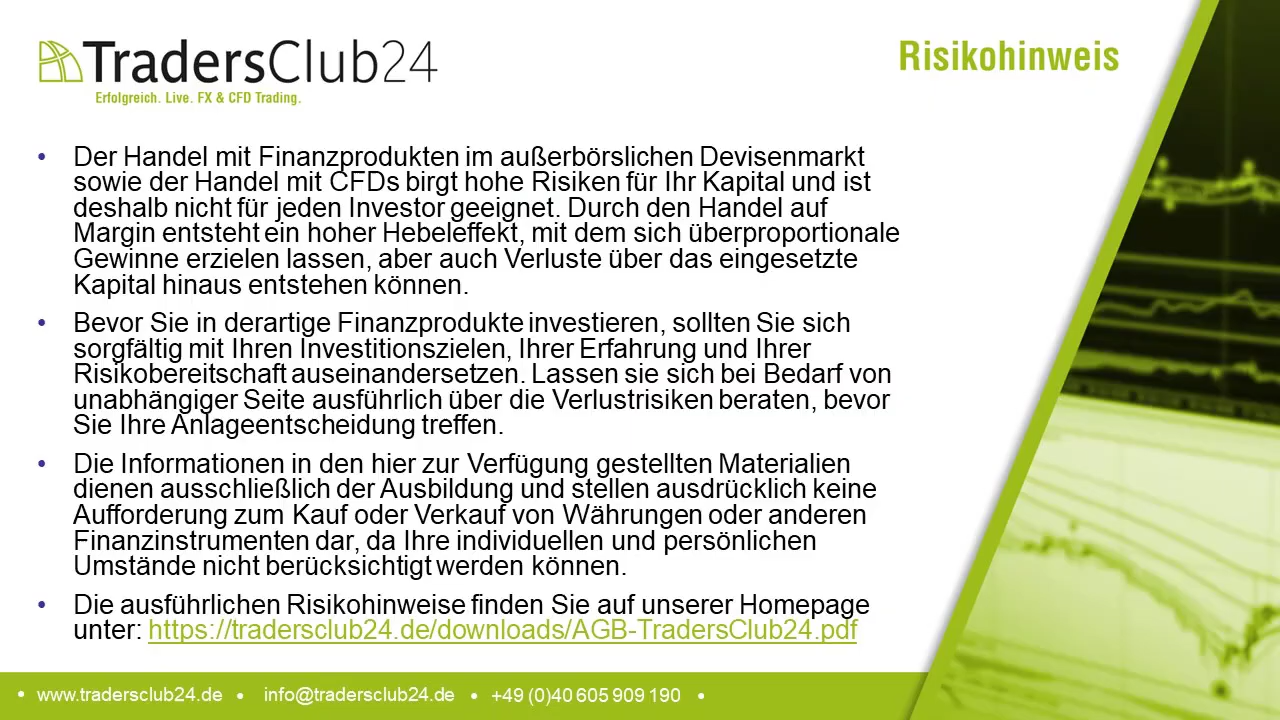 TradersClub24
Erfolgreich. Live. FX & CFD Trading.
Risikohinweis
• Der Handel mit Finanzprodukten im außerbörslichen Devisenmarkt
sowie der Handel mit CFDs birgt hohe Risiken für Ihr Kapital und ist
deshalb nicht für jeden Investor geeignet. Durch den Handel auf
Margin entsteht ein hoher Hebeleffekt, mit dem sich überproportionale
Gewinne erzielen lassen, aber auch Verluste über das eingesetzte
Kapital hinaus entstehen können.
• Bevor Sie in derartige Finanzprodukte investieren, sollten Sie sich
sorgfältig mit Ihren Investitionszielen, Ihrer Erfahrung und Ihrer
Risikobereitschaft auseinandersetzen. Lassen sie sich bei Bedarf von
unabhängiger Seite ausführlich über die Verlustrisiken beraten, bevor
Sie Ihre Anlageentscheidung treffen.
• Die Informationen in den hier zur Verfügung gestellten Materialien
dienen ausschließlich der Ausbildung und stellen ausdrücklich keine
Aufforderung zum Kauf oder Verkauf von Währungen oder anderen
Finanzinstrumenten dar, da Ihre individuellen und persönlichen
Umstände nicht berücksichtigt werden können.
• Die ausführlichen Risikohinweise finden Sie auf unserer Homepage
unter: https://tradersclub24.de/downloads/AGB-TradersClub24.pdf
• www.tradersclub24.de • info@tradersclub24.de • +49 (0)40 605 909 190 •